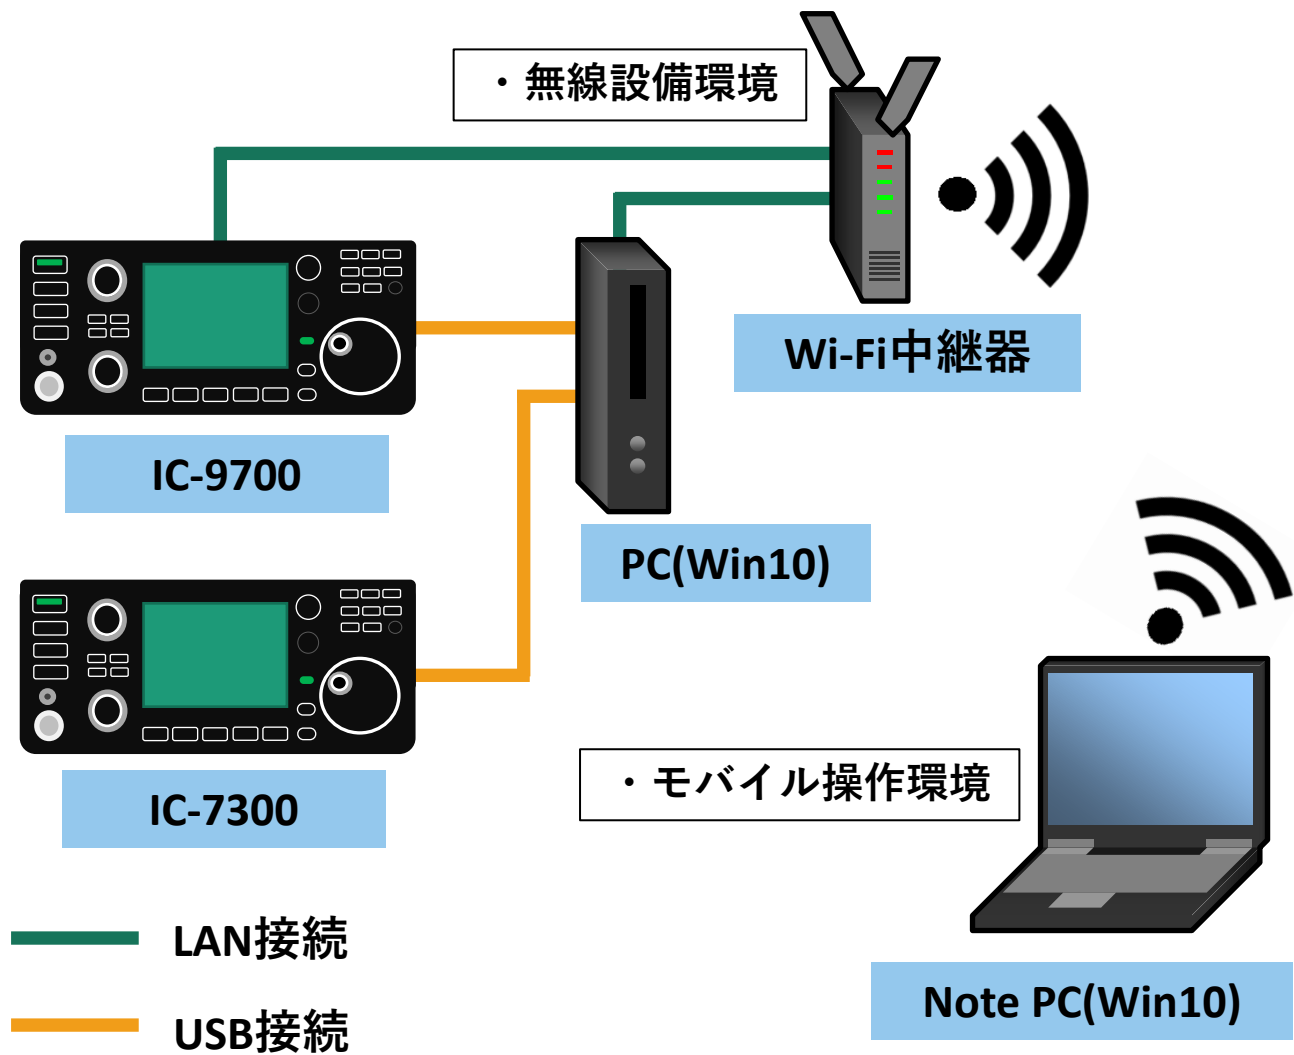 ・無線設備環境
Wi-Fi中継器
IC-9700
PC(Win10)
IC-7300
・モバイル操作環境
LAN接続
Note PC(Win10)
USB接続